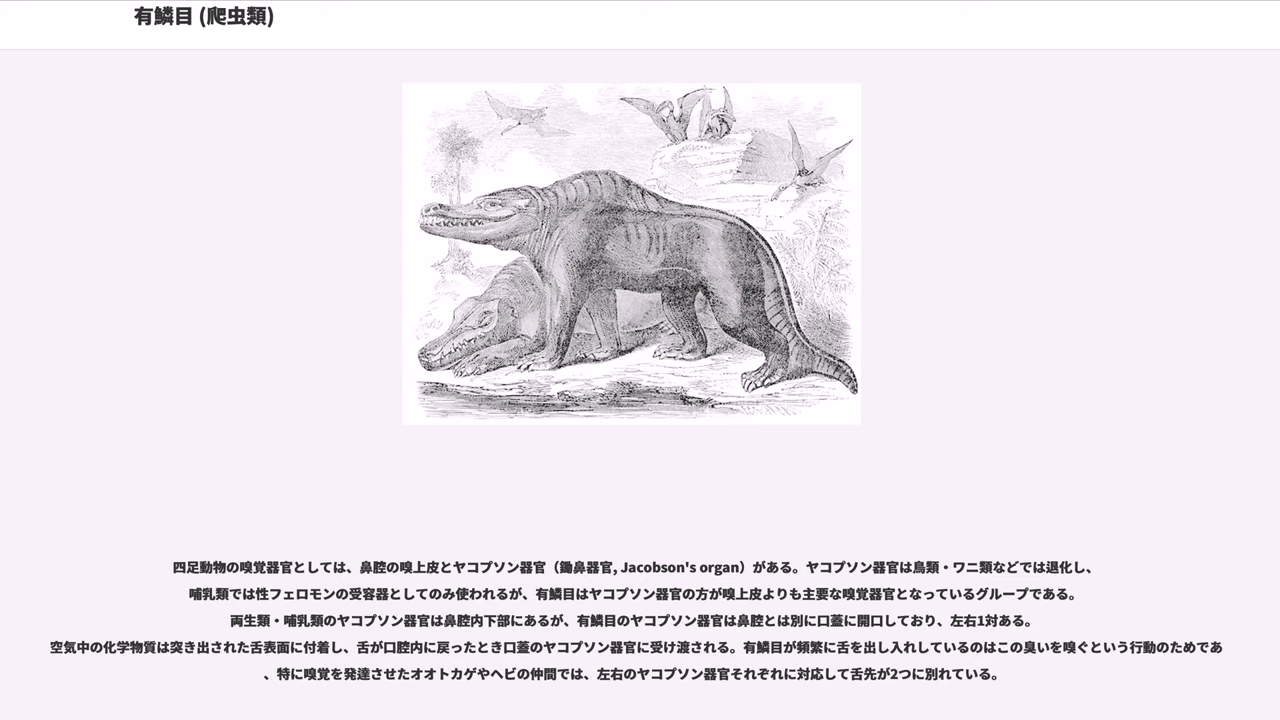 有鱗目 (爬虫類)
四足動物の嗅覚器官としては、鼻腔の嗅上皮とヤコプソン器官（鋤鼻器官, Jacobson's organ）がある。ヤコプソン器官は鳥類・ワニ類などでは退化し、
哺乳類では性フェロモンの受容器としてのみ使われるが、有鱗目はヤコプソン器官の方が嗅上皮よりも主要な嗅覚器官となっているグループである。
両生類・哺乳類のヤコプソン器官は鼻腔内下部にあるが、有鱗目のヤコプソン器官は鼻腔とは別に口蓋に開口しており、左右1対ある。
空気中の化学物質は突き出された舌表面に付着し、舌が口腔内に戻ったとき口蓋のヤコプソン器官に受け渡される。有鱗目が頻繁に舌を出し入れしているのはこの臭いを嗅ぐという行動のためであ
、特に嗅覚を発達させたオオトカゲやヘビの仲間では、左右のヤコプソン器官それぞれに対応して舌先が2つに別れている。